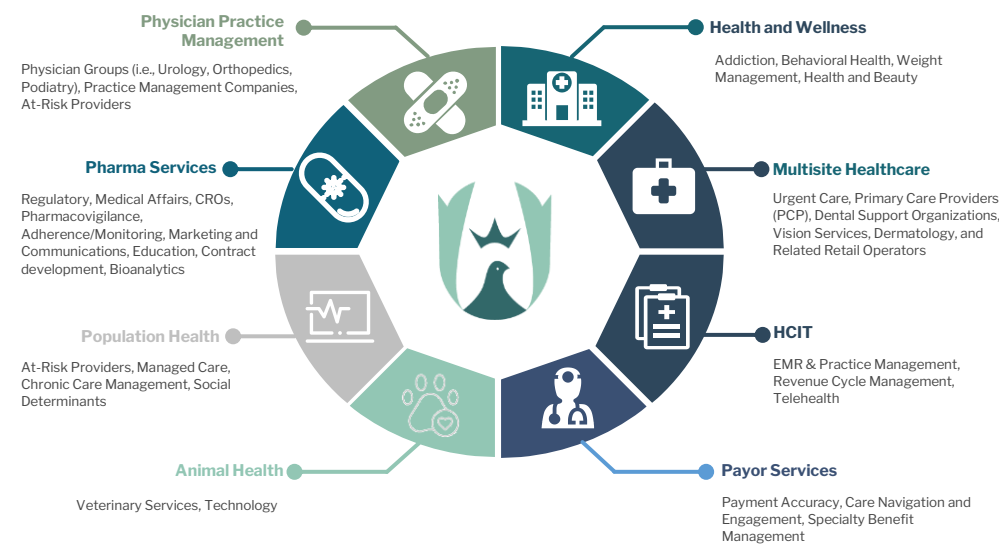 Physician Practice
Management
Physician Groups (i.e., Urology, Orthopedics,
Podiatry), Practice Management Companies,
At-Risk Providers
Health and Wellness
Addiction, Behavioral Health, Weight
Management, Health and Beauty
Pharma Services
Regulatory, Medical Affairs, CROs,
Pharmacovigilance,
Adherence/Monitoring, Marketing and
Communications, Education, Contract
development, Bioanalytics
Multisite Healthcare
Urgent Care, Primary Care Providers
(PCP), Dental Support Organizations,
Vision Services, Dermatology, and
Related Retail Operators
Population Health
At-Risk Providers, Managed Care,
Chronic Care Management, Social
Determinants
HCIT
EMR & Practice Management,
Revenue Cycle Management,
Telehealth
Animal Health
Veterinary Services, Technology
Payor Services
Payment Accuracy, Care Navigation and
Engagement, Specialty Benefit
Management